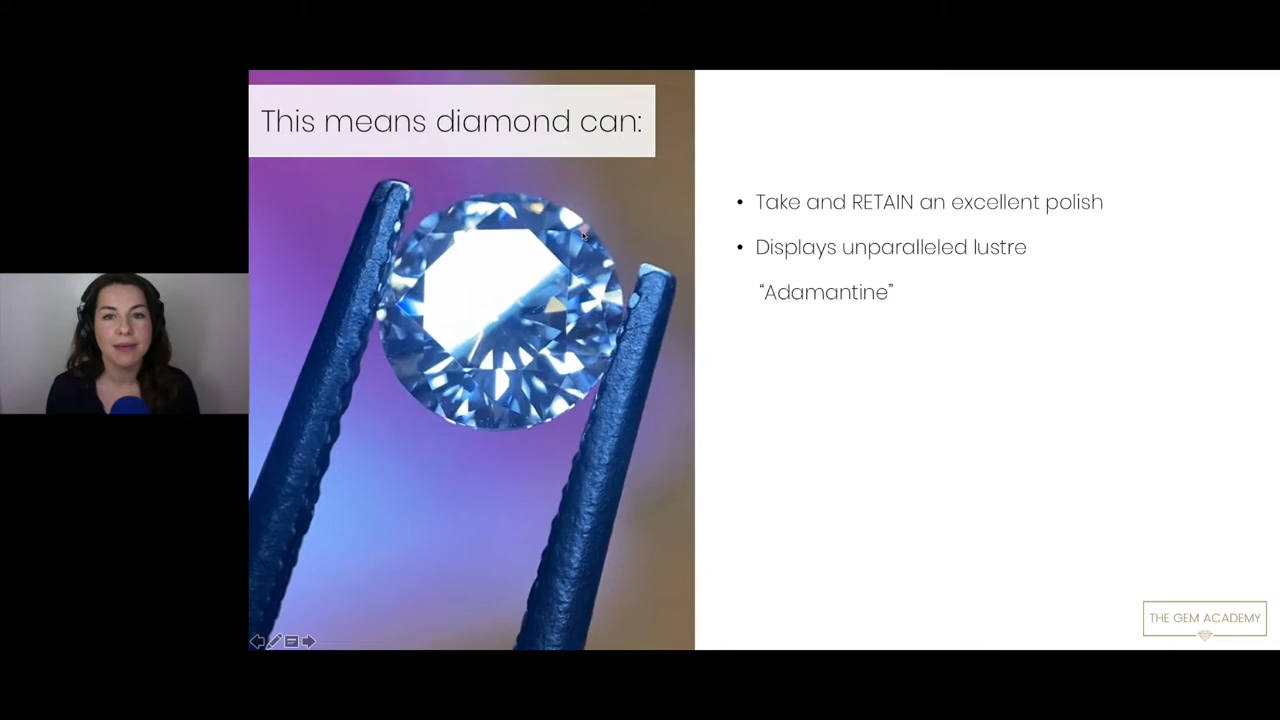 This means diamond can:
• Take and RETAIN an excellent polish
• Displays unparalleled lustre
“Adamantine”
THE GEM ACADEMY